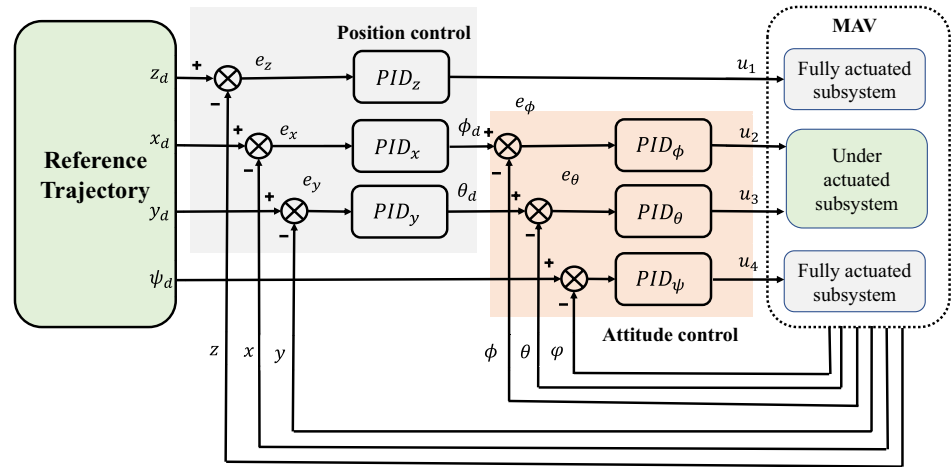 MAV
Position control
z_d
+
-
e_z
PID_z
u_1
Fully actuated
subsystem
Reference
Trajectory
x_d
+
-
e_x
PID_x
ϕ_d
+
-
e_ϕ
PID_ϕ
u_2
Under
actuated
subsystem
y_d
+
-
e_y
PID_y
θ_d
+
-
e_θ
PID_θ
u_3
ψ_d
+
-
PID_ψ
u_4
Fully actuated
subsystem
Attitude control
z x y ϕ θ φ